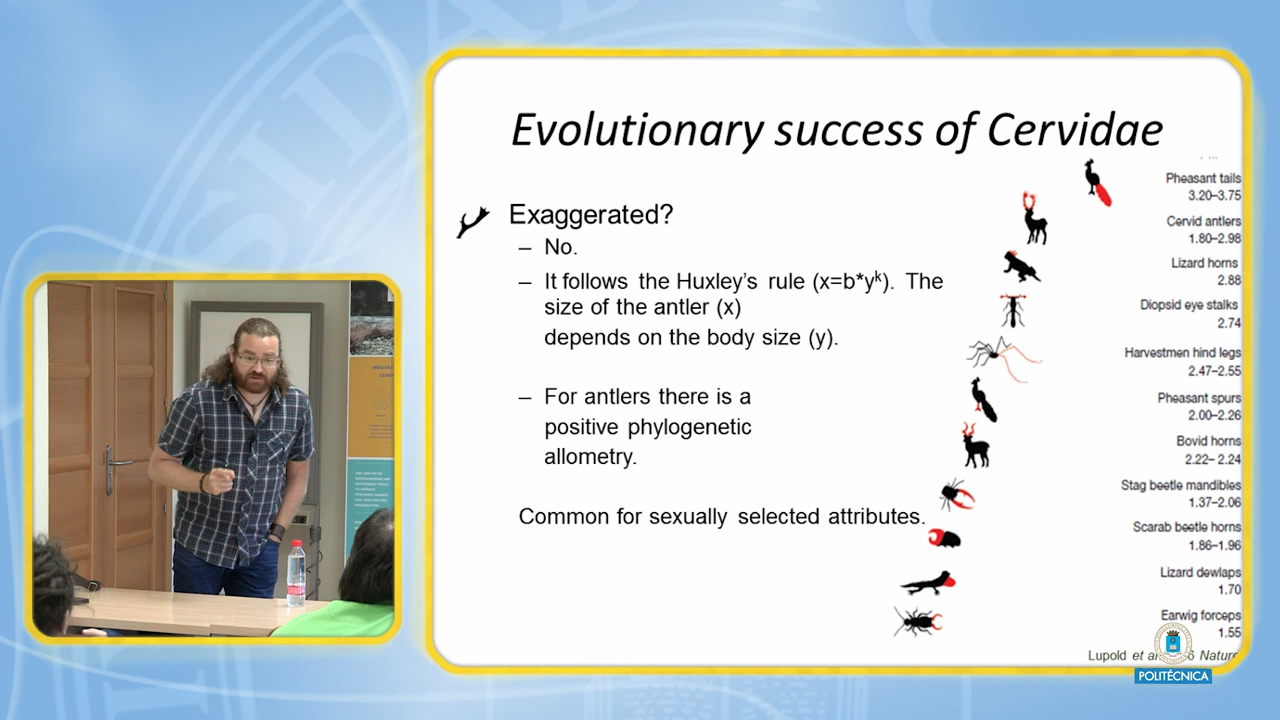 Evolutionary success of Cervidae
Exaggerated?
– No.
– It follows the Huxley's rule (x=b*yᵏ). The
size of the antler (x)
depends on the body size (y).
– For antlers there is a
positive phylogenetic
allometry.
Common for sexually selected attributes.
Pheasant tails
3.20–3.75
Cervid antlers
1.80–2.98
Lizard horns
2.88
Diopsid eye stalks
2.74
Harvestmen hind legs
2.47–2.55
Pheasant spurs
2.00–2.26
Bovid horns
2.22– 2.24
Stag beetle mandibles
1.37–2.06
Scarab beetle horns
1.86–1.96
Lizard dewlaps
1.70
Earwig forceps
1.55
Lupold et 6 Nature
POLITÉCNICA